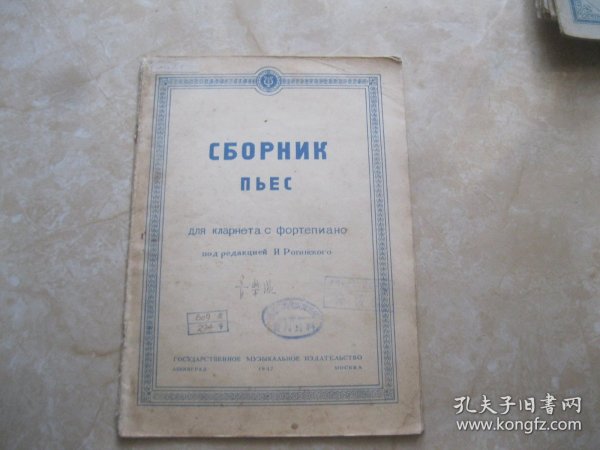 СБОРНИК
ПЬЕС
для кларнета с фортепиано
под редакцией И Рогинского
ГОСУДАРСТВЕННОЕ МУЗЫКАЛЬНОЕ ИЗДАТЕЛЬСТВО
ЛЕНИНГРАД МОСКВА
孔夫子旧书网
www.kongfz.com